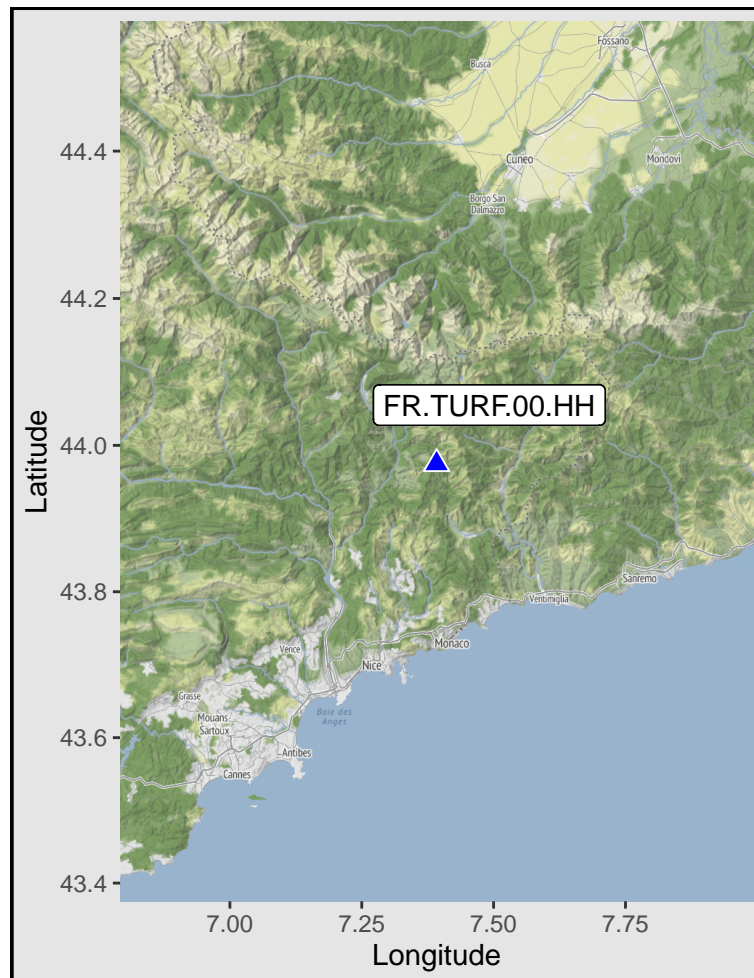 Fossano
Busca
44.4
Cuneo
Mondovì
Borgo San
Dalmazzo
44.2
FR.TURF.00.HH
44.0
Latitude
43.8
Sanremo
Ventimiglia
Monaco
Vence
Nice
Grasse
Baie des
Anges
Mouans
Sartoux
43.6
Antibes
Cannes
43.4
7.00
7.25
7.50
7.75
Longitude